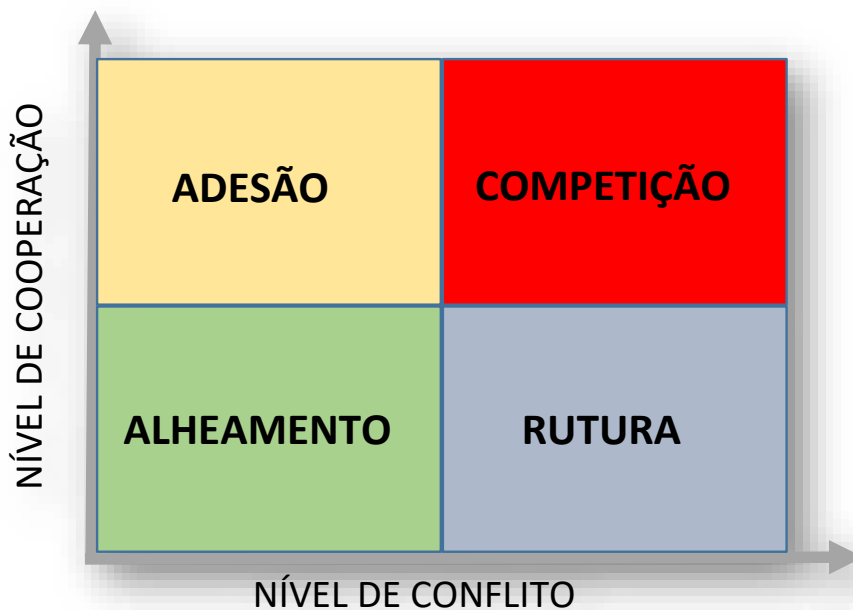 NÍVEL DE COOPERAÇÃO
ADESÃO
COMPETIÇÃO
ALHEAMENTO
RUTURA
NÍVEL DE CONFLITO